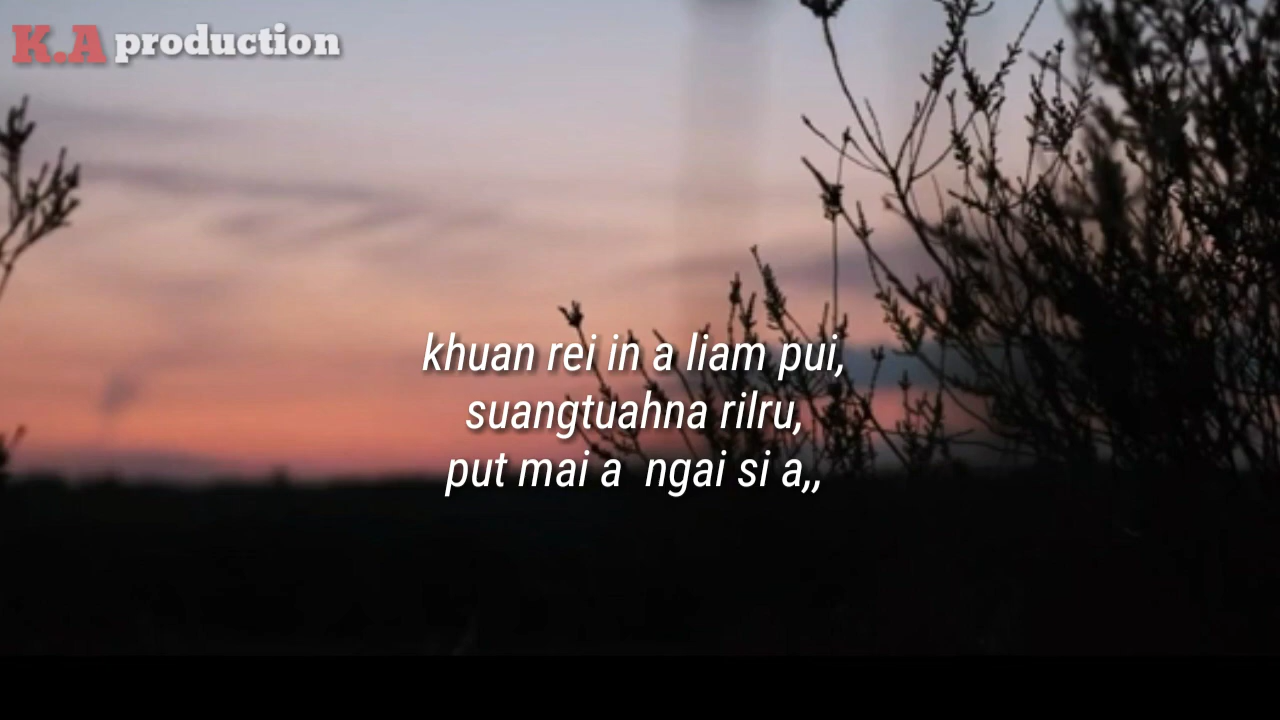 K.A production
khuan rei in a liam pui,
suangtuahna rilru,
put mai a  ngai si a,,